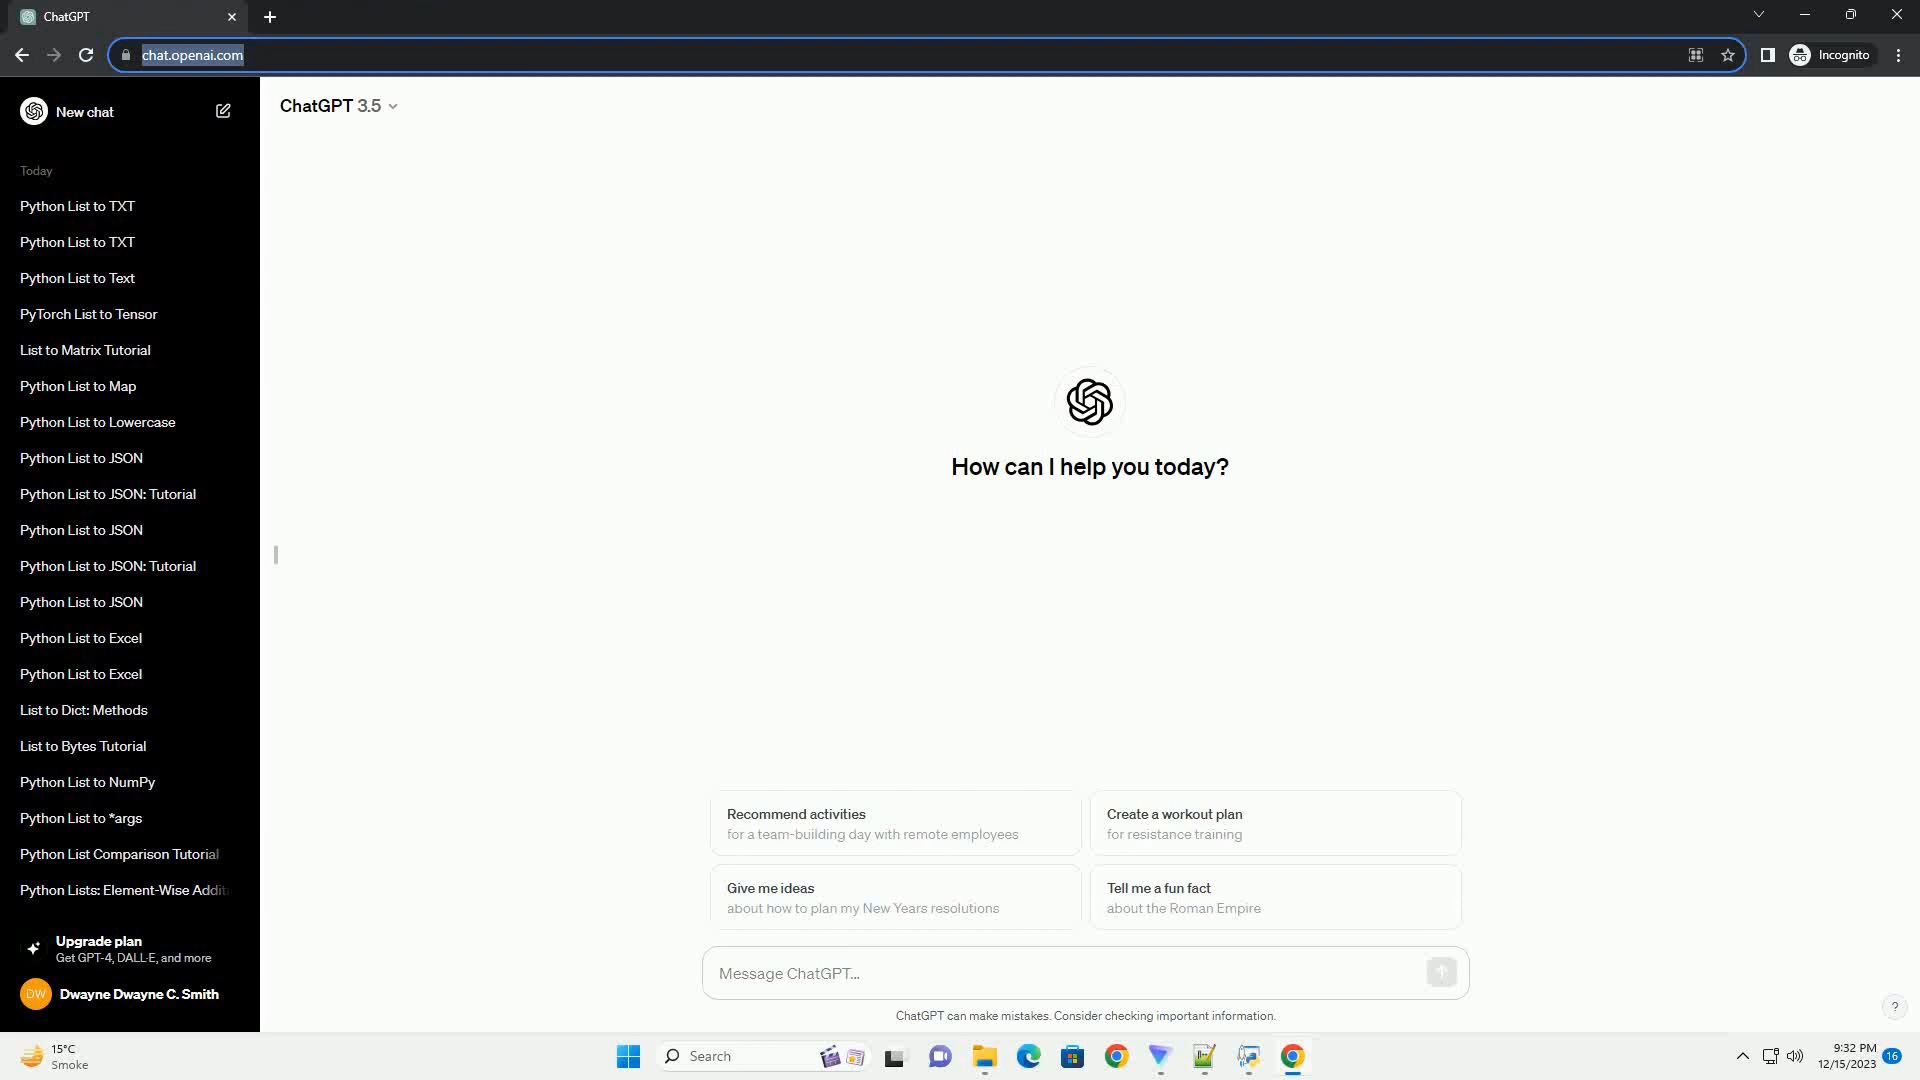 ChatGPT
chat.openai.com
Incognito
New chat
Today
Python List to TXT
Python List to TXT
Python List to Text
PyTorch List to Tensor
List to Matrix Tutorial
Python List to Map
Python List to Lowercase
Python List to JSON
Python List to JSON: Tutorial
Python List to JSON
Python List to JSON: Tutorial
Python List to JSON
Python List to Excel
Python List to Excel
List to Dict: Methods
List to Bytes Tutorial
Python List to NumPy
Python List to *args
Python List Comparison Tutorial
Python Lists: Element-Wise Addit
Upgrade plan
Get GPT-4, DALL·E, and more
DW
Dwayne Dwayne C. Smith
ChatGPT 3.5
How can I help you today?
Recommend activities
for a team-building day with remote employees
Create a workout plan
for resistance training
Give me ideas
about how to plan my New Years resolutions
Tell me a fun fact
about the Roman Empire
Message ChatGPT...
ChatGPT can make mistakes. Consider checking important information.
?
15°C
Smoke
Search
9:32 PM
12/15/2023
16